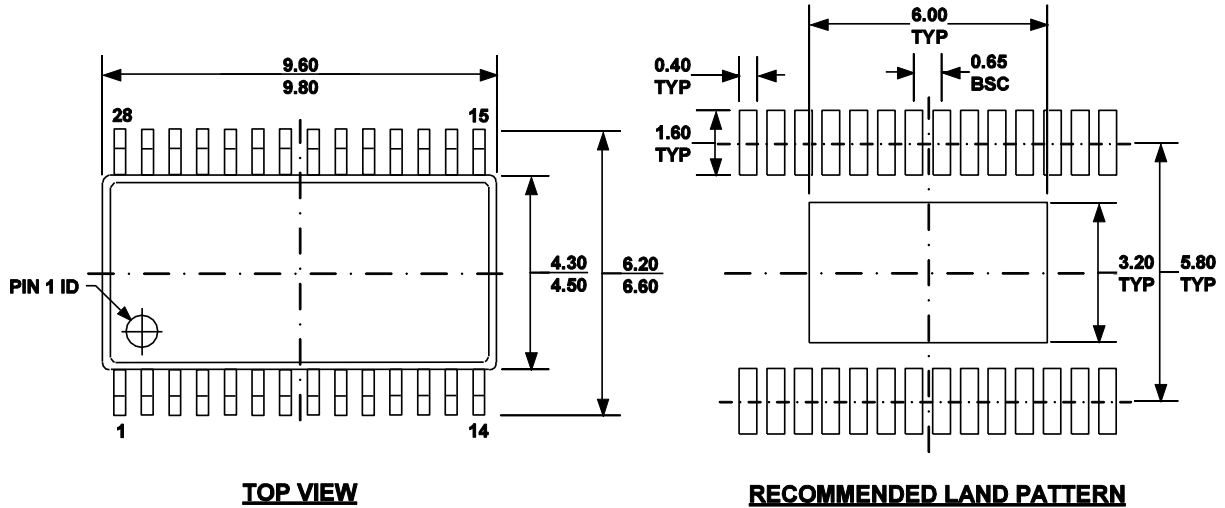 9.60
9.80
28
15
PIN 1 ID
4.30
4.50
6.20
6.60
1
14
TOP VIEW
6.00
TYP
0.40
TYP
0.65
BSC
1.60
TYP
3.20
TYP
5.80
TYP
RECOMMENDED LAND PATTERN